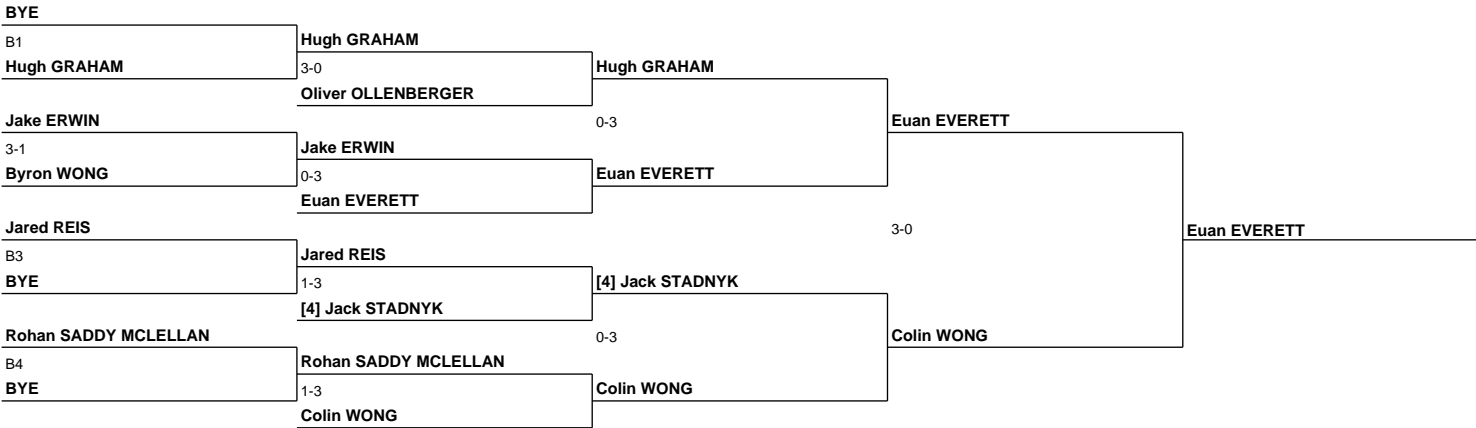 BYE
B1
Hugh GRAHAM
Hugh GRAHAM
3-0
Hugh GRAHAM
Oliver OLLENBERGER
Jake ERWIN
0-3
Euan EVERETT
3-1
Jake ERWIN
Byron WONG
0-3
Euan EVERETT
Euan EVERETT
Jared REIS
3-0
Euan EVERETT
B3
Jared REIS
BYE
1-3
[4] Jack STADNYK
[4] Jack STADNYK
Rohan SADDY MCLELLAN
0-3
Colin WONG
B4
Rohan SADDY MCLELLAN
BYE
1-3
Colin WONG
Colin WONG